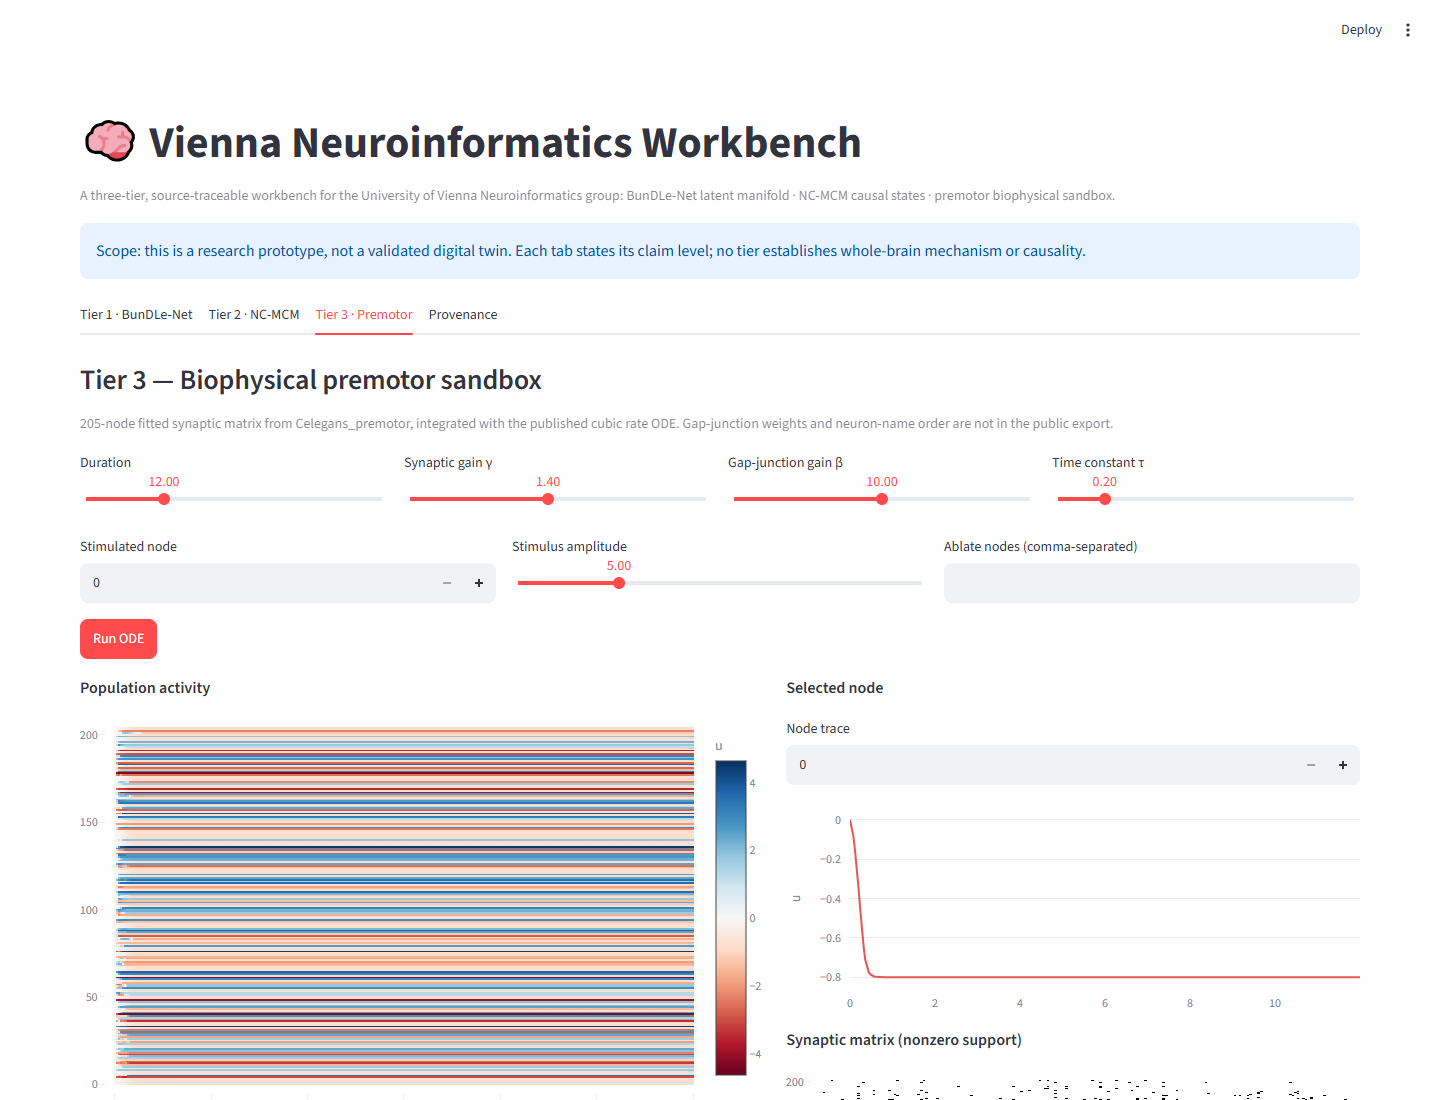 Deploy
Vienna Neuroinformatics Workbench
A three-tier, source-traceable workbench for the University of Vienna Neuroinformatics group: BunDLe-Net latent manifold · NC-MCM causal states · premotor biophysical sandbox.
Scope: this is a research prototype, not a validated digital twin. Each tab states its claim level; no tier establishes whole-brain mechanism or causality.
Tier 1 · BunDLe-Net Tier 2 · NC-MCM Tier 3 · Premotor Provenance
Tier 3 — Biophysical premotor sandbox
205-node fitted synaptic matrix from Celegans_premotor, integrated with the published cubic rate ODE. Gap-junction weights and neuron-name order are not in the public export.
Duration Synaptic gain γ Gap-junction gain β Time constant τ
12.00 1.40 10.00 0.20
Stimulated node Stimulus amplitude Ablate nodes (comma-separated)
5.00
0
Run ODE
Population activity
200
150
100
50
0
u
4
2
0
−2
−4
Selected node
Node trace
0
0
−0.2
−0.4
−0.6
−0.8
u
0 2 4 6 8 10
Synaptic matrix (nonzero support)
200